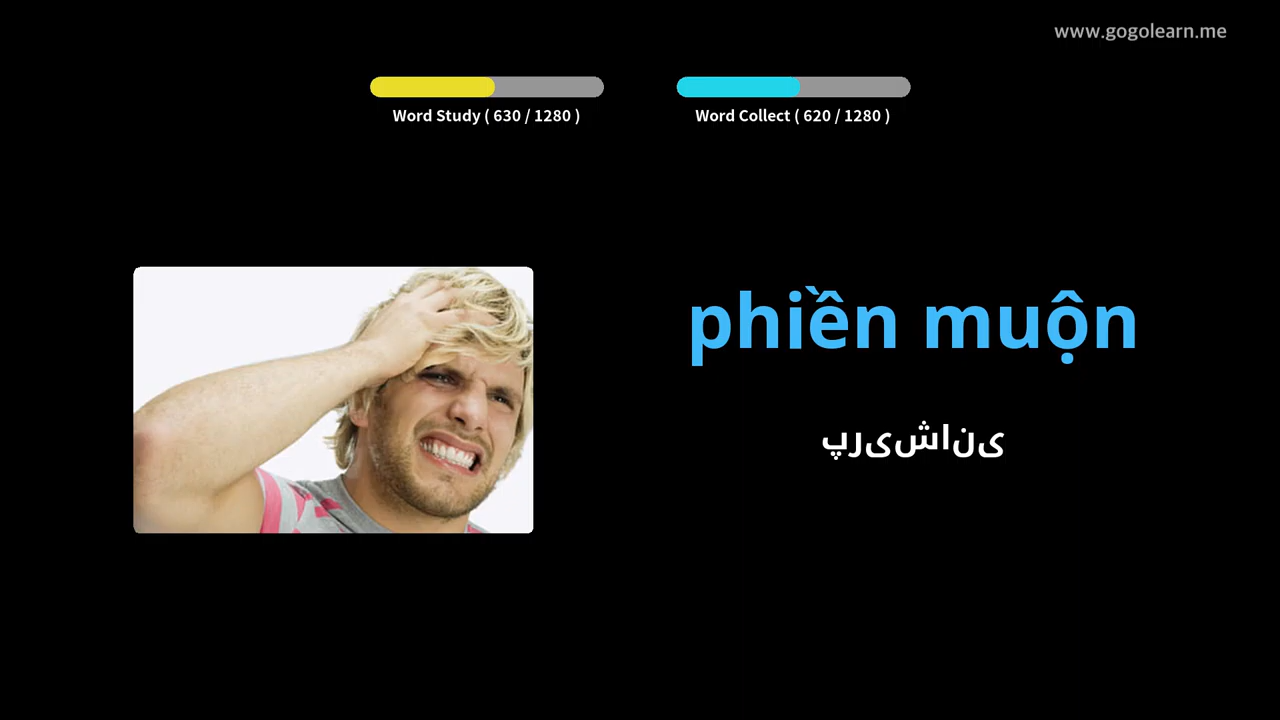 www.gogolearn.me
Word Study ( 630 / 1280 )
Word Collect ( 620 / 1280 )
phiền muộn
پریشانی